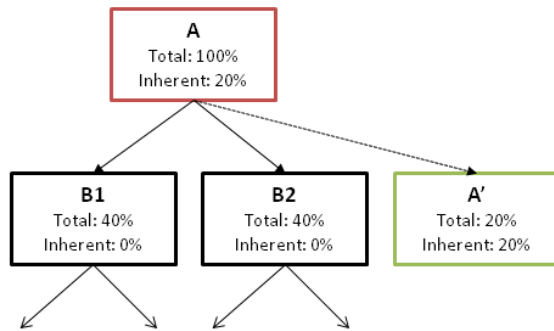 A
Total: 100%
Inherent: 20%
B1
Total: 40%
Inherent: 0%
B2
Total: 40%
Inherent: 0%
A’
Total: 20%
Inherent: 20%